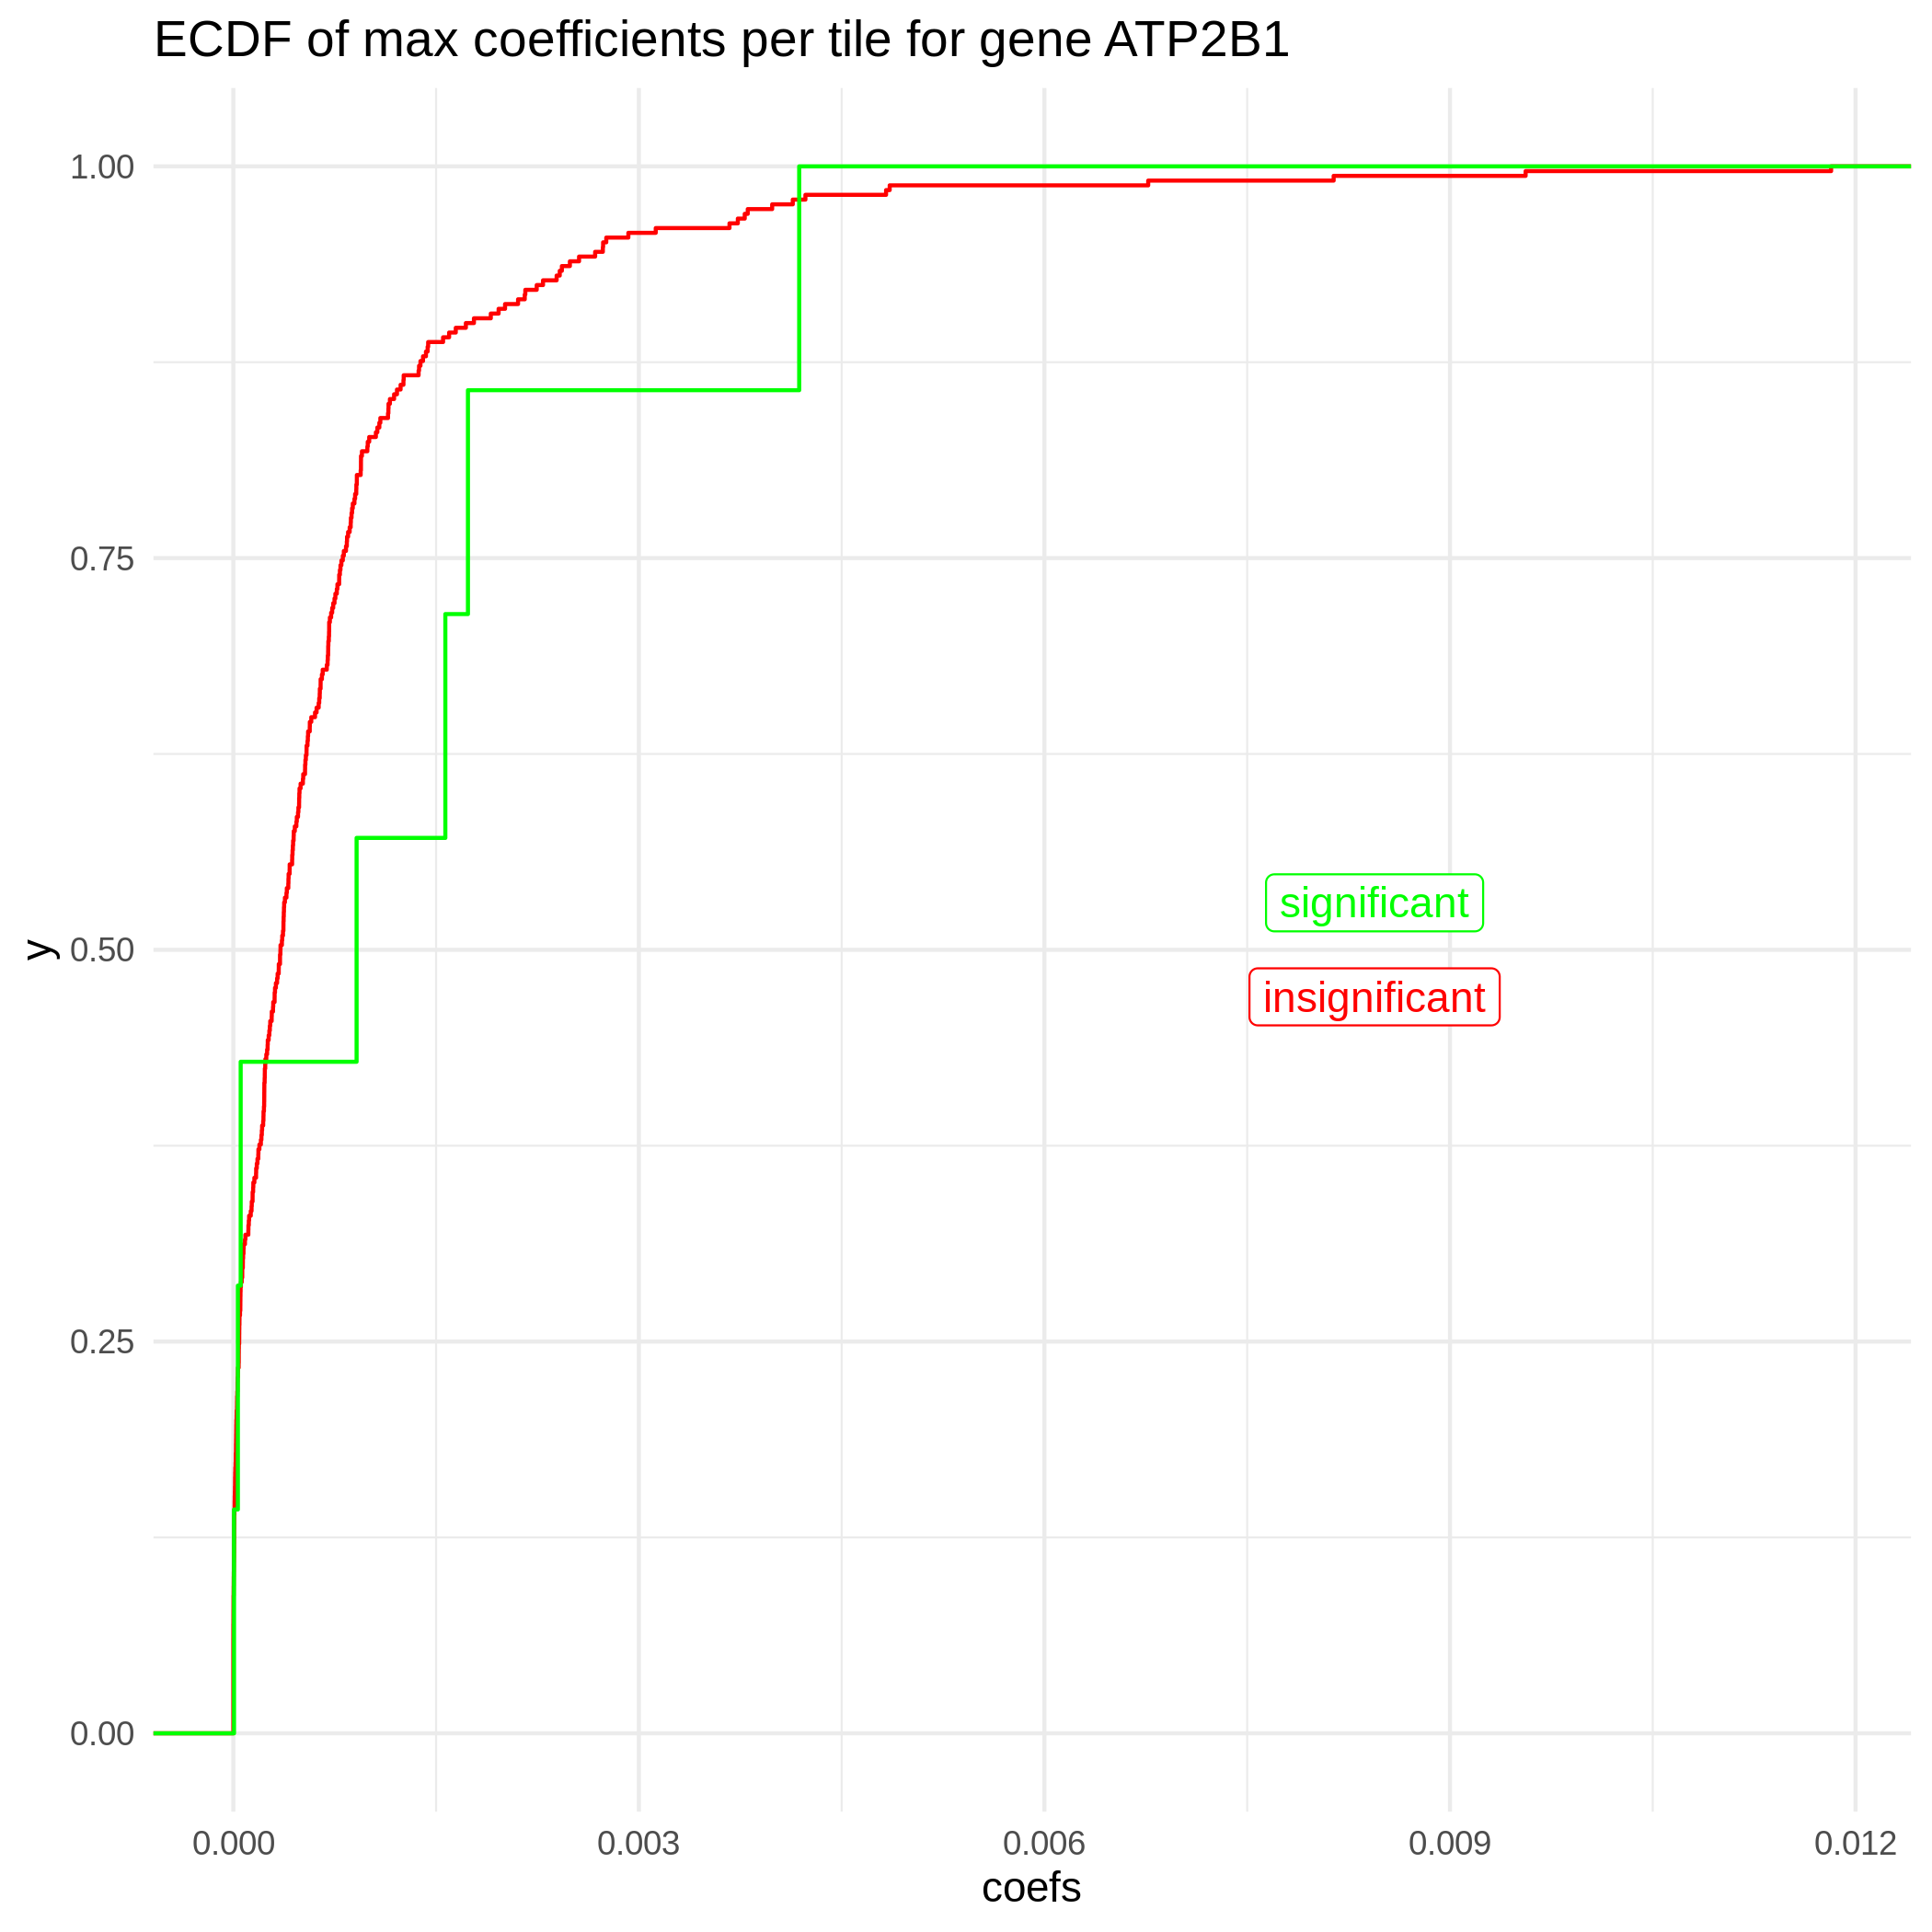 ECDF of max coefficients per tile for gene ATP2B1
1.00
0.75
0.50
0.25
0.00
y
significant
insignificant
0.000 0.003 0.006 0.009 0.012
coefs